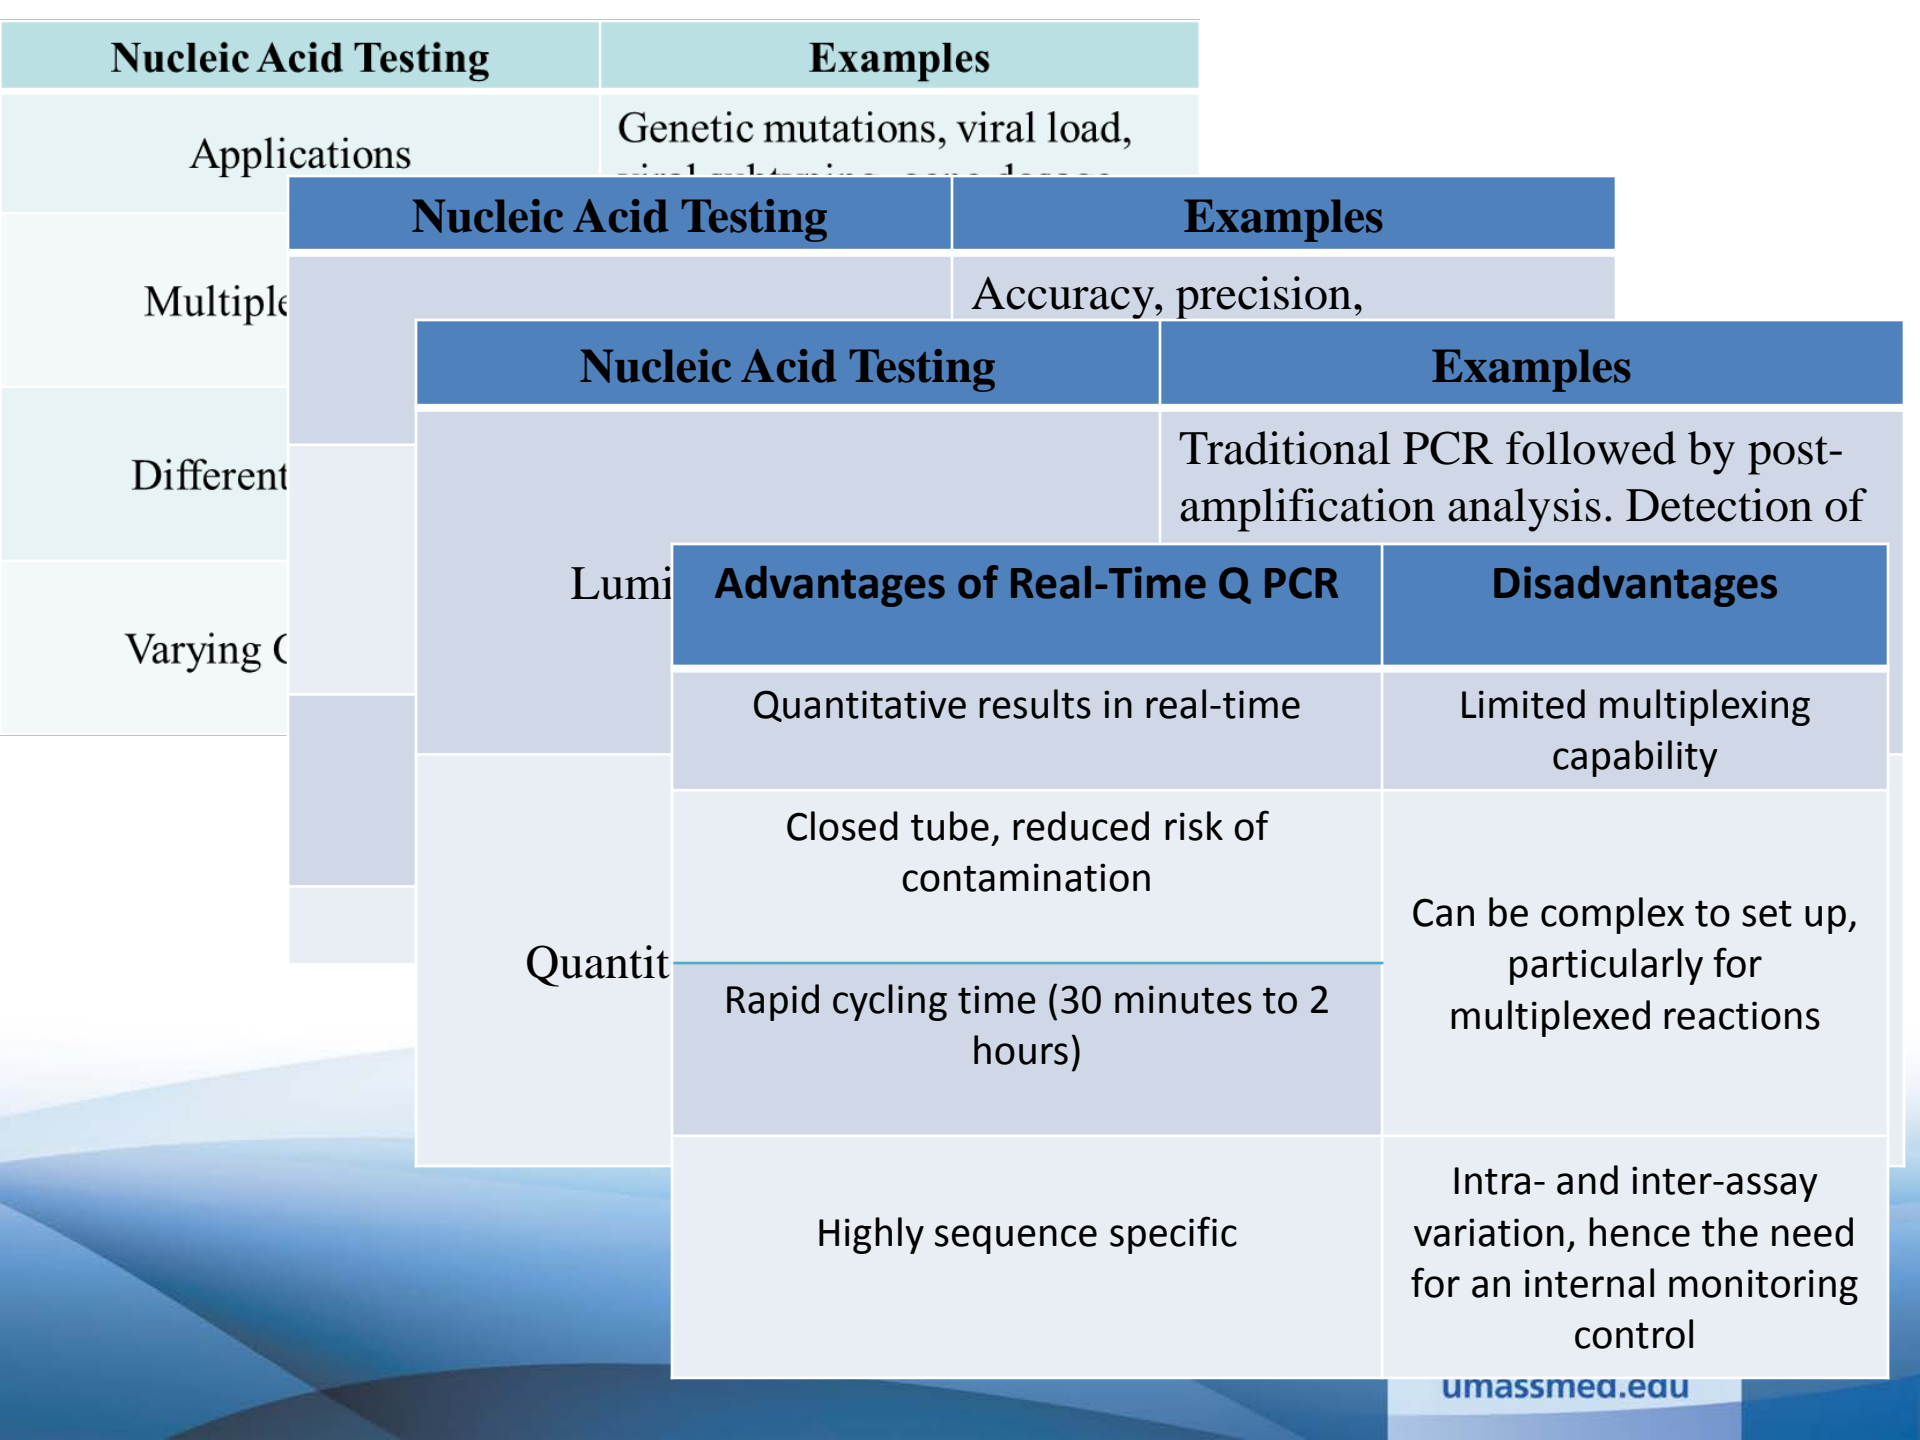 Nucleic Acid Testing
Examples
Applications
Genetic mutations, viral load,
viral subtyping, gene dosage
Multiple
Different
Varying
Nucleic Acid Testing
Examples
Accuracy, precision,
Nucleic Acid Testing
Examples
Traditional PCR followed by post-
amplification analysis. Detection of
Lumi
Quantit
Advantages of Real-Time Q PCR
Disadvantages
Quantitative results in real-time
Limited multiplexing
capability
Closed tube, reduced risk of
contamination
Can be complex to set up,
particularly for
multiplexed reactions
Rapid cycling time (30 minutes to 2
hours)
Highly sequence specific
Intra- and inter-assay
variation, hence the need
for an internal monitoring
control
umassmed.edu